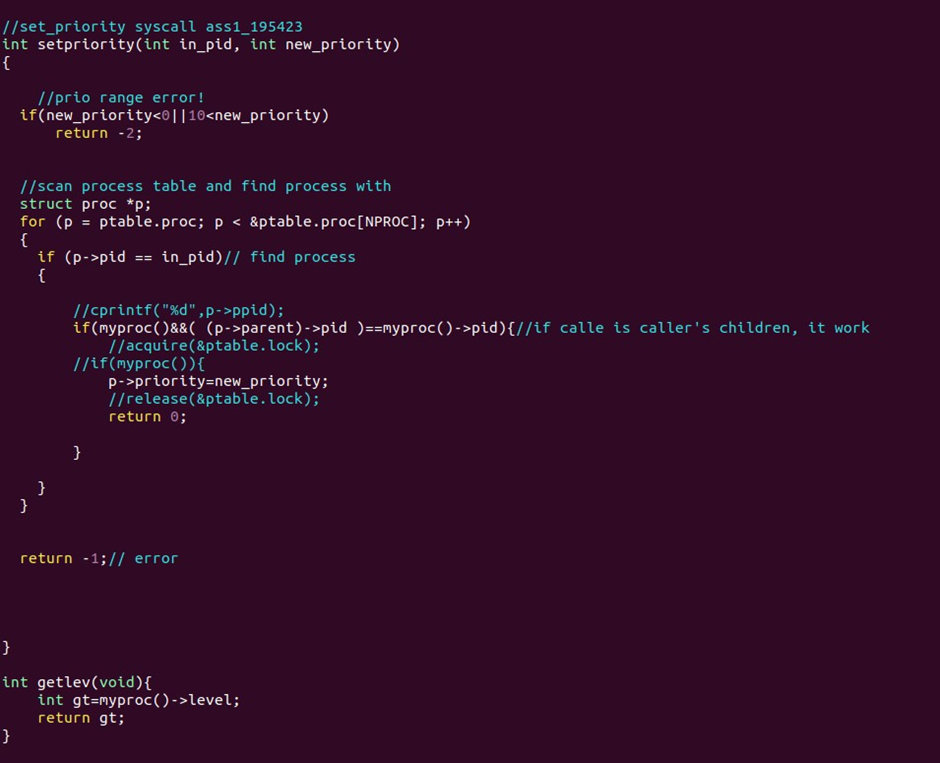 //set_priority syscall ass1_195423
int setpriority(int in_pid, int new_priority)
{
//prio range error!
if(new_priority<0||10<new_priority)
return -2;
//scan process table and find process with
struct proc *p;
for (p = ptable.proc; p < &ptable.proc[NPROC]; p++)
{
if (p->pid == in_pid)// find process
{
//cprintf("%d",p->ppid);
if(myproc()&&( (p->parent)->pid )==myproc()->pid){//if calle is caller's children, it work
//acquire(&ptable.lock);
//if(myproc()){
p->priority=new_priority;
//release(&ptable.lock);
return 0;
}
}
}
return -1;// error
}
int getlev(void){
int gt=myproc()->level;
return gt;
}